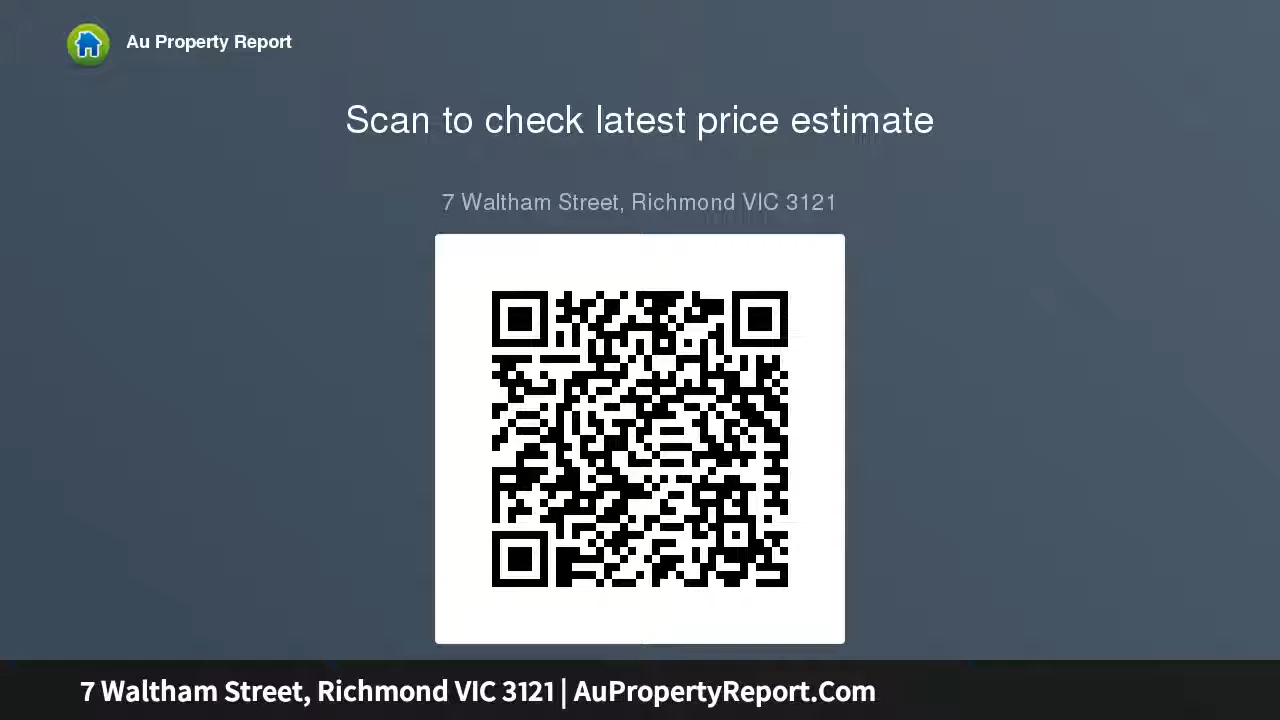 Au Property Report
Scan to check latest price estimate
7 Waltham Street, Richmond VIC 3121
7 Waltham Street, Richmond VIC 3121 | AuPropertyReport.Com